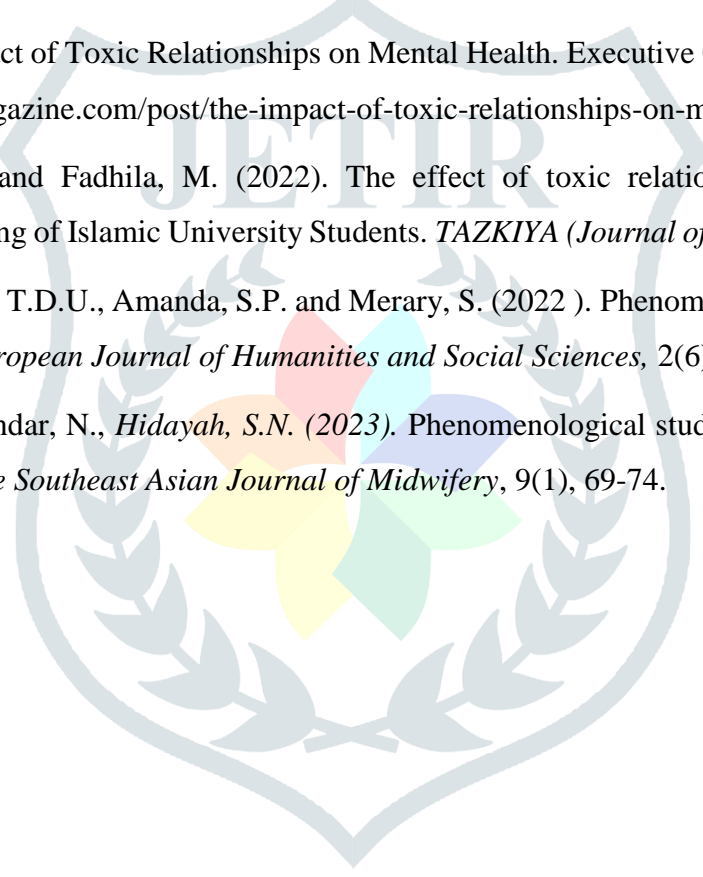 ct of Toxic Relationships on Mental Health. Executive
gazine.com/post/the-impact-of-toxic-relationships-on-m
and Fadhila, M. (2022). The effect of toxic relatio
ng of Islamic University Students. TAZKIYA (Journal of
T.D.U., Amanda, S.P. and Merary, S. (2022 ). Phenom
ropean Journal of Humanities and Social Sciences, 2(6)
ndar, N., Hidayah, S.N. (2023). Phenomenological stud
e Southeast Asian Journal of Midwifery, 9(1), 69-74.
JETIR